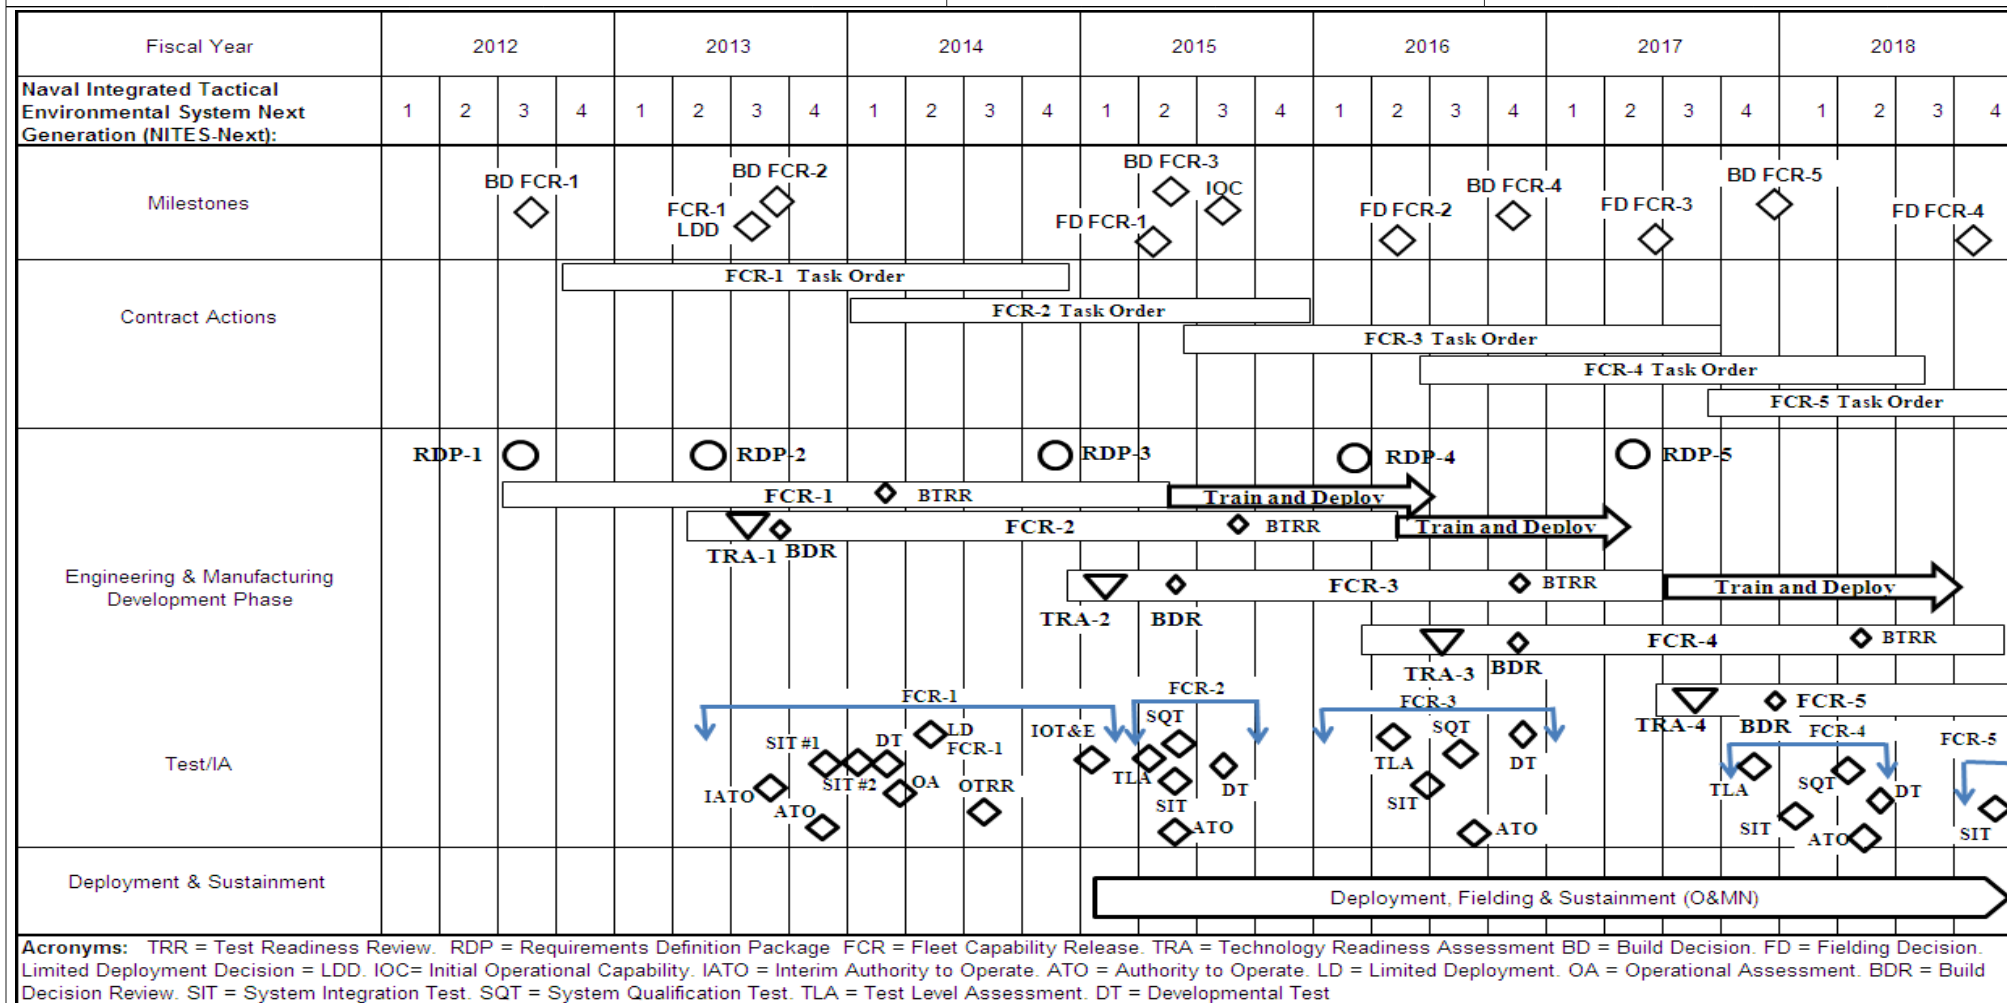 Fiscal Year 2012 2013 2014 2015 2016 2017 2018
Naval Integrated Tactical
Environmental System Next
Generation (NITES-Next):
1 2 3 4 1 2 3 4 1 2 3 4 1 2 3 4 1 2 3 4 1 2 3 4 1 2 3 4
Milestones
BD FCR-1
FCR-1
LDD
BD FCR-2
FD FCR-1
BD FCR-3
IOC
FD FCR-2
BD FCR-4
FD FCR-3
BD FCR-5
FD FCR-4
Contract Actions
FCR-1 Task Order
FCR-2 Task Order
FCR-3 Task Order
FCR-4 Task Order
FCR-5 Task Order
Engineering & Manufacturing
Development Phase
RDP-1 RDP-2 RDP-3 RDP-4 RDP-5
FCR-1 BTRR Train and Deploy
FCR-2 BTRR Train and Deploy
TRA-1 BDR
FCR-3 BTRR Train and Deploy
TRA-2 BDR
FCR-4 BTRR
TRA-3 BDR
FCR-5
TRA-4 BDR
Test/IA
FCR-1
IATO
SIT #1
ATO
SIT #2
DT
OA
LD
FCR-1
OTRR
IOT&E
FCR-2
TLA
SQT
SIT
ATO
DT
FCR-3
TLA
SIT
SQT
ATO
DT
FCR-4
TLA
SIT
SQT
ATO
DT
FCR-5
SIT
Deployment & Sustainment
Deployment, Fielding & Sustainment (O&MN)
Acronyms: TRR = Test Readiness Review. RDP = Requirements Definition Package FCR = Fleet Capability Release. TRA = Technology Readiness Assessment BD = Build Decision. FD = Fielding Decision.
Limited Deployment Decision = LDD. IOC= Initial Operational Capability. IATO = Interim Authority to Operate. ATO = Authority to Operate. LD = Limited Deployment. OA = Operational Assessment. BDR = Build
Decision Review. SIT = System Integration Test. SQT = System Qualification Test. TLA = Test Level Assessment. DT = Developmental Test